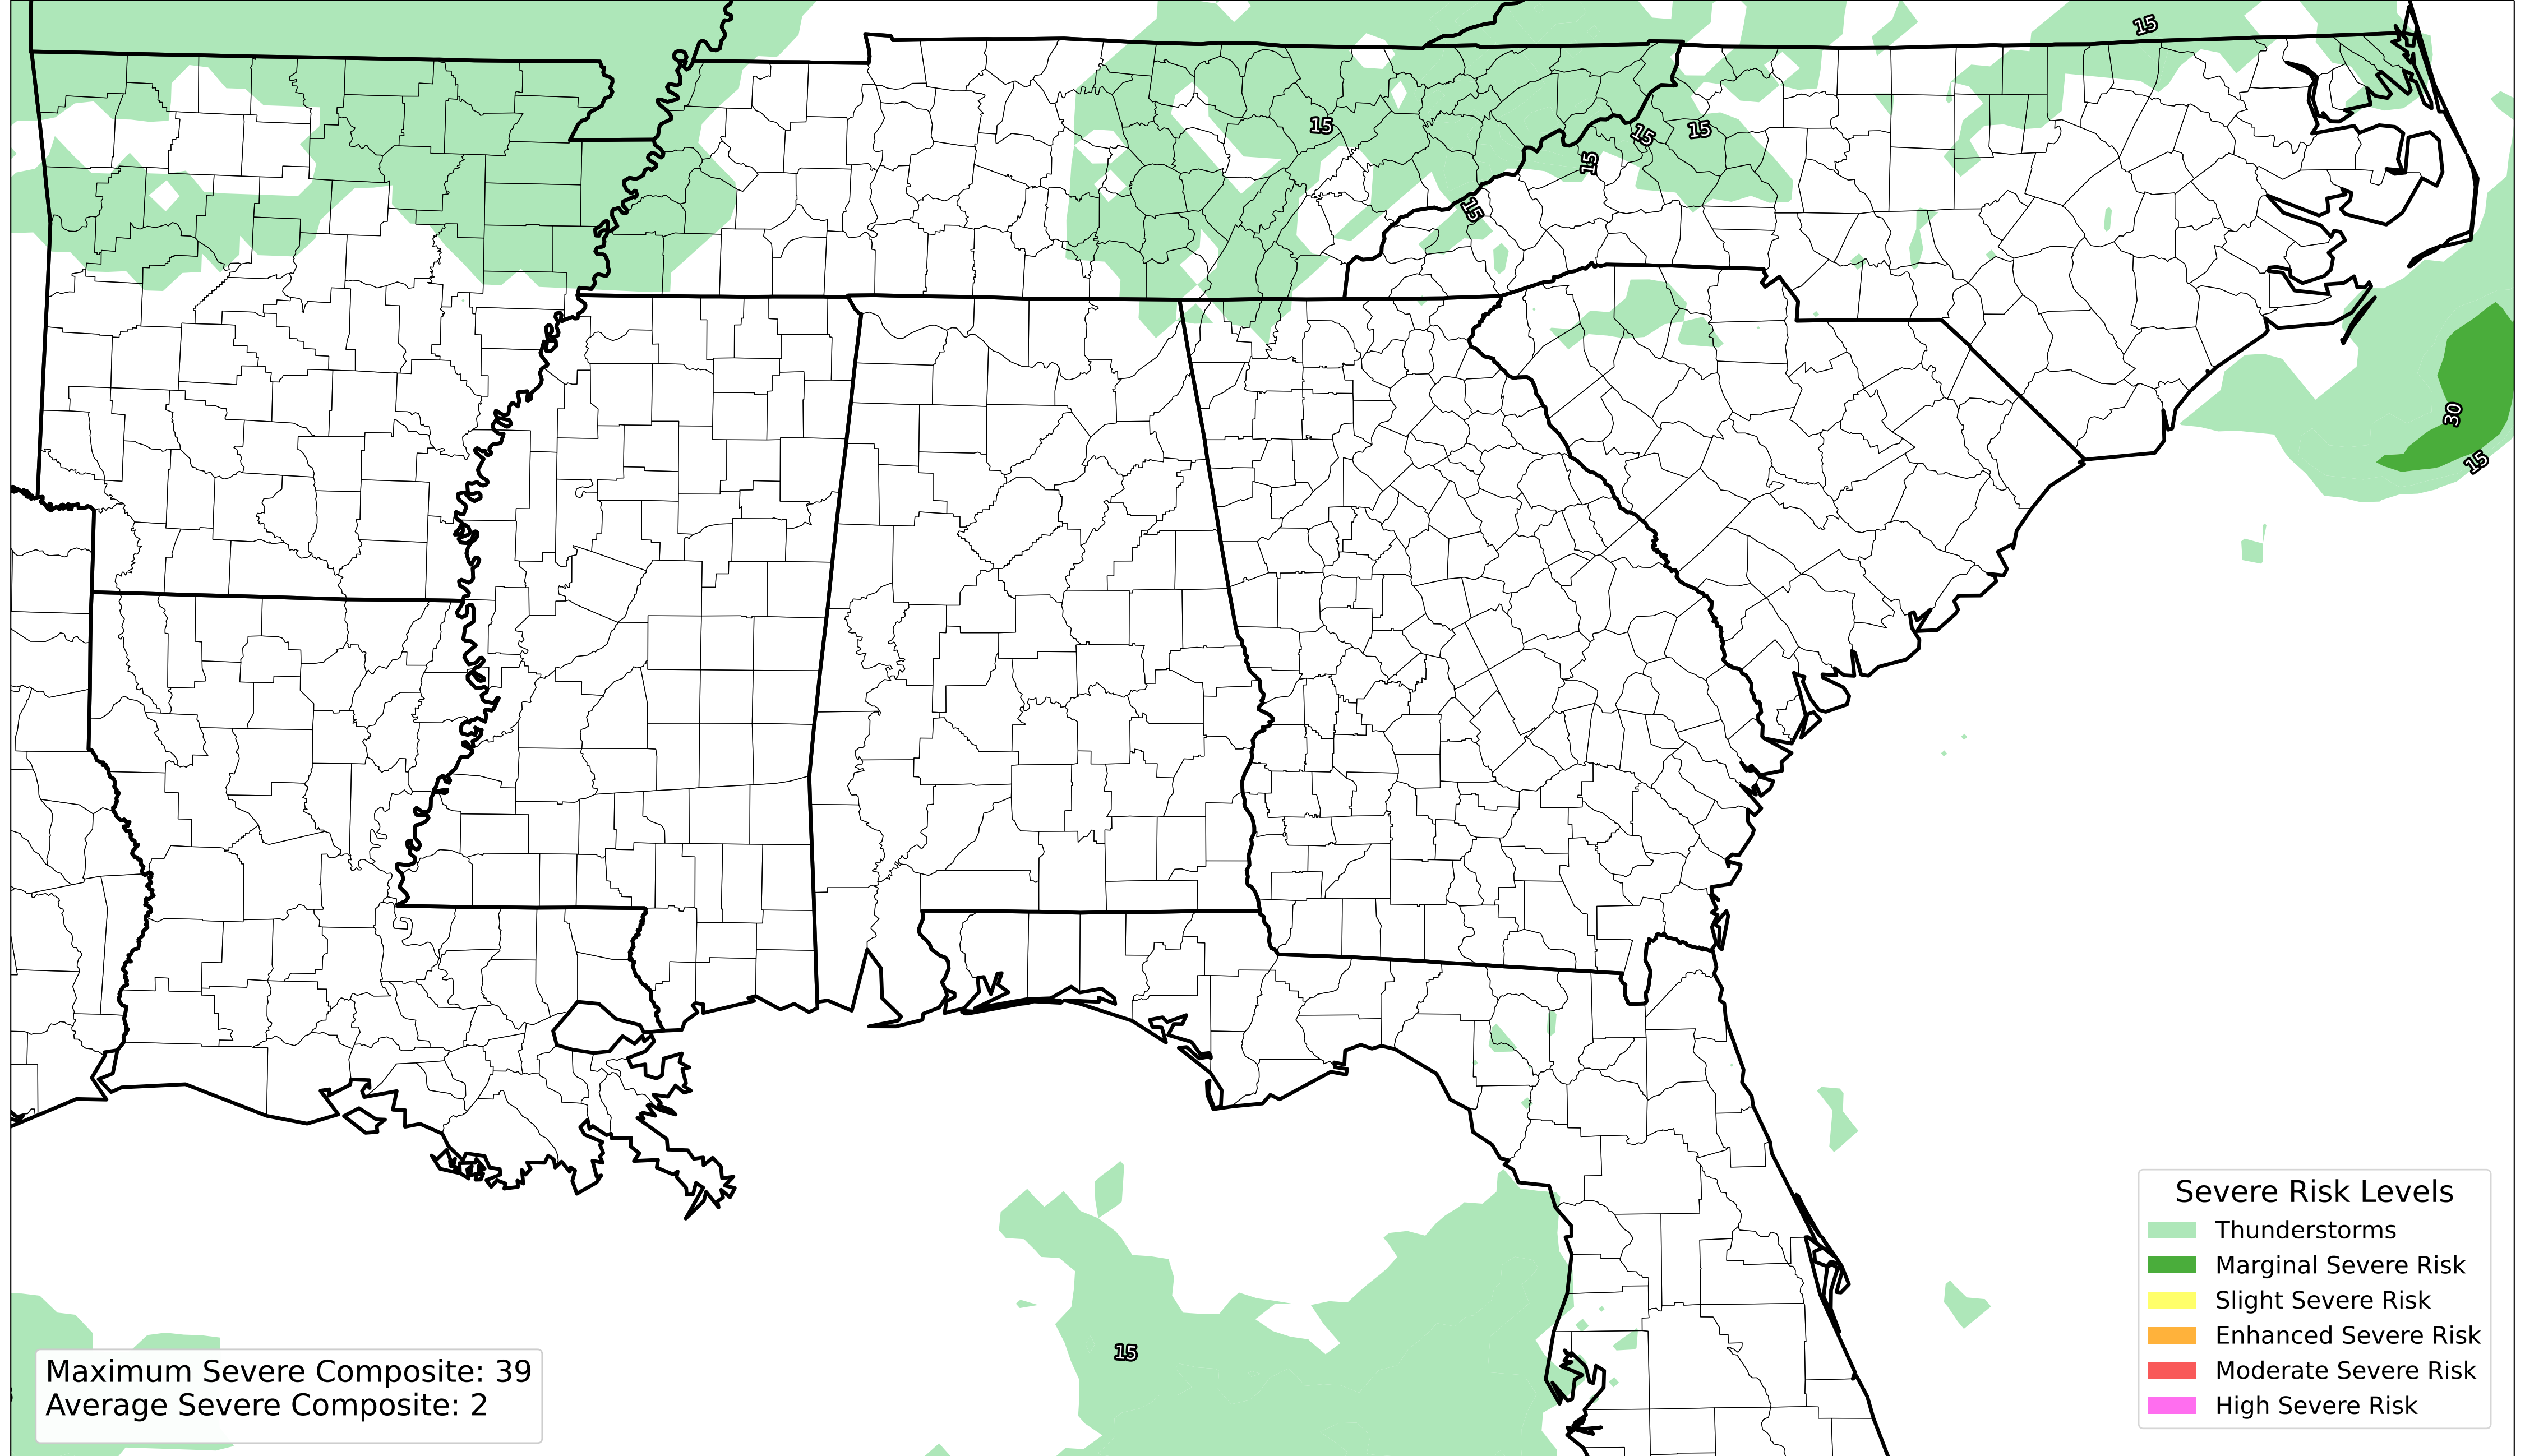 15
15
15
15
15
15
30
15
15
Severe Risk Levels
Thunderstorms
Marginal Severe Risk
Slight Severe Risk
Enhanced Severe Risk
Moderate Severe Risk
High Severe Risk
Maximum Severe Composite: 39
Average Severe Composite: 2